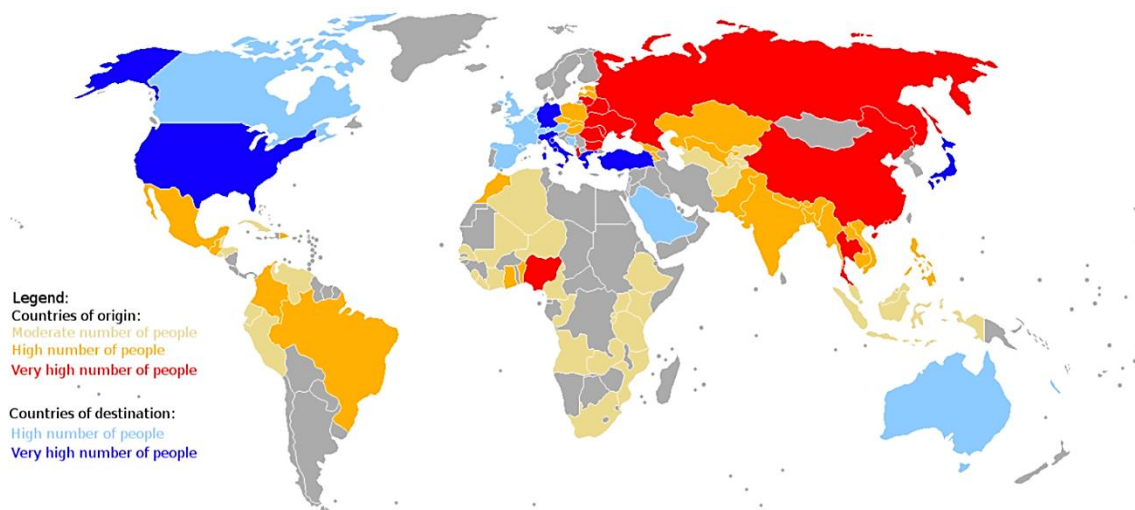 Legend:
Countries of origin:
Moderate number of people
High number of people
Very high number of people
Countries of destination:
High number of people
Very high number of people